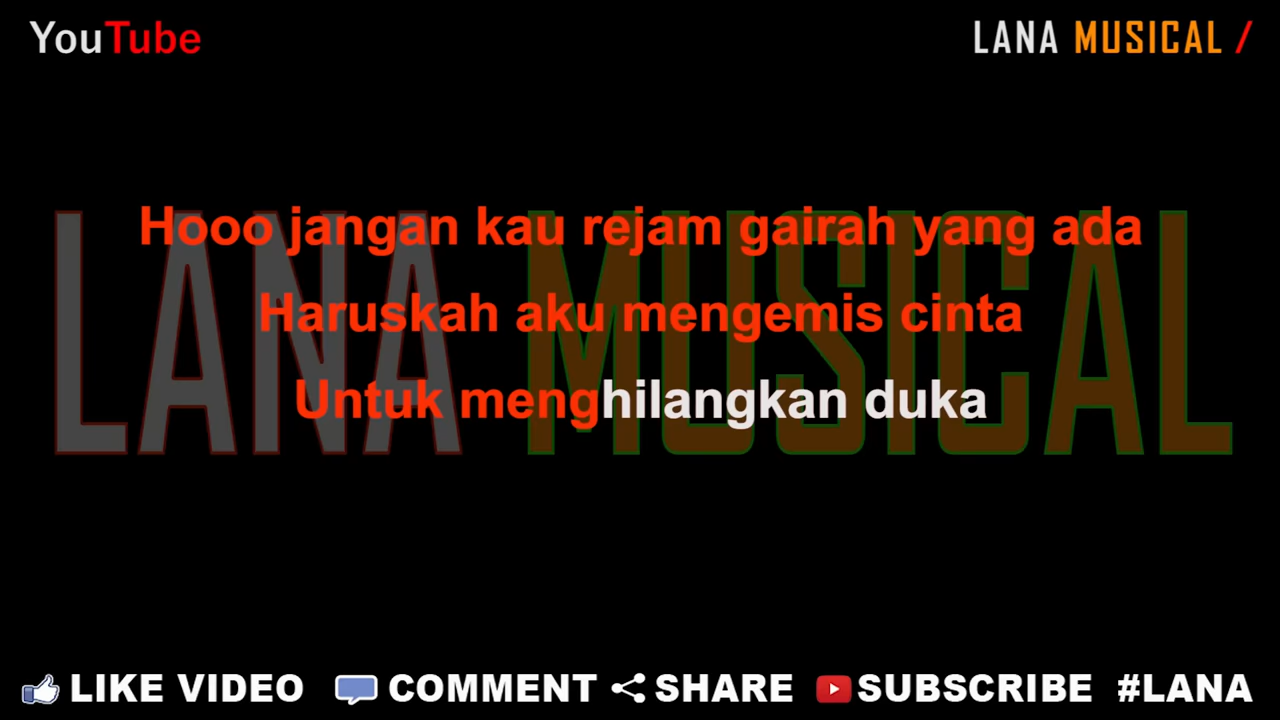 YouTube
LANA MUSICAL /
LANA MUSICAL
Hooo jangan kau rejam gairah yang ada
Haruskah aku mengemis cinta
Untuk menghilangkan duka
LIKE VIDEO COMMENT SHARE SUBSCRIBE #LANA